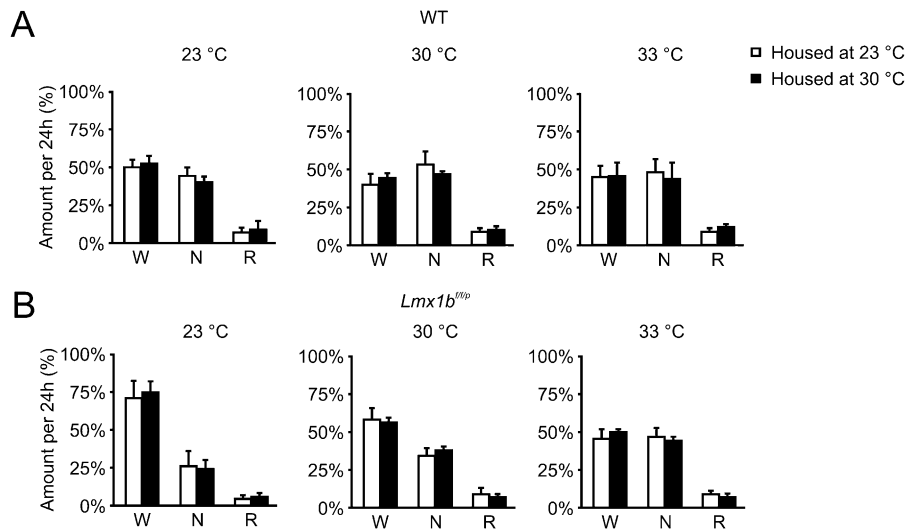 A
WT
23 °C
30 °C
33 °C
Housed at 23 °C
Housed at 30 °C
Amount per 24h (%)
100%
75%
50%
25%
0%
W N R
100%
75%
50%
25%
0%
W N R
100%
75%
50%
25%
0%
W N R
B
Lmx1b^f/f/p
23 °C
30 °C
33 °C
Amount per 24h (%)
100%
75%
50%
25%
0%
W N R
100%
75%
50%
25%
0%
W N R
100%
75%
50%
25%
0%
W N R